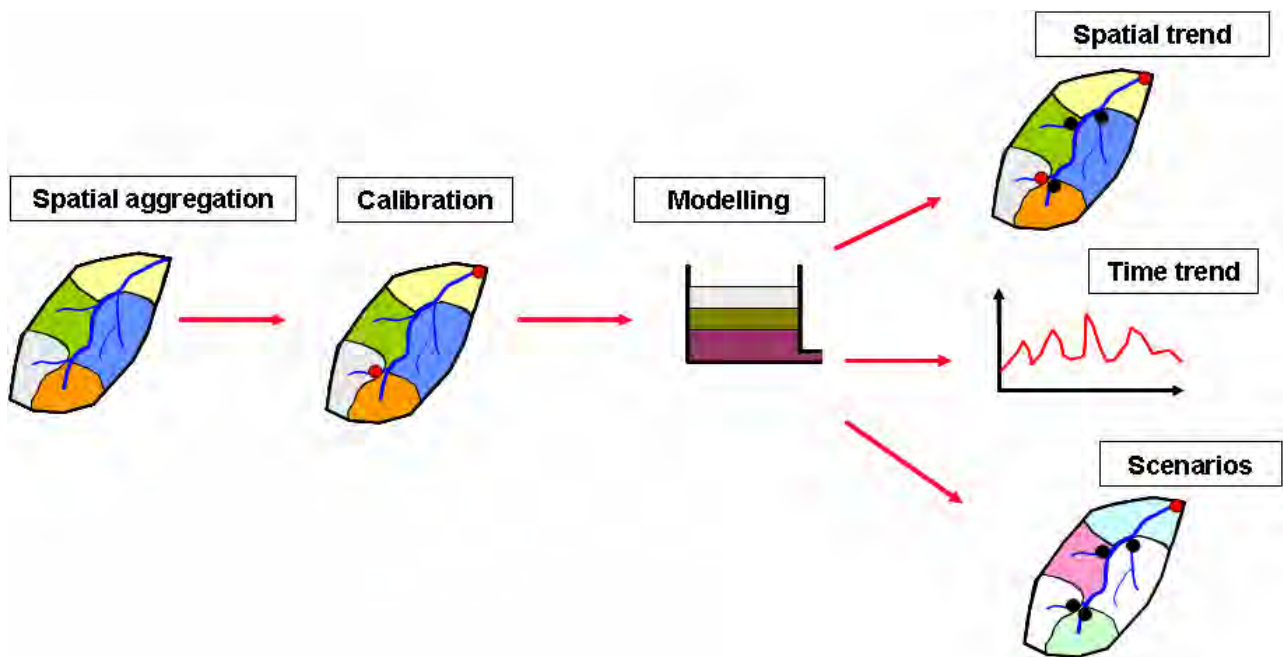 Spatial trend
Spatial aggregation
Calibration
Modelling
Time trend
Scenarios